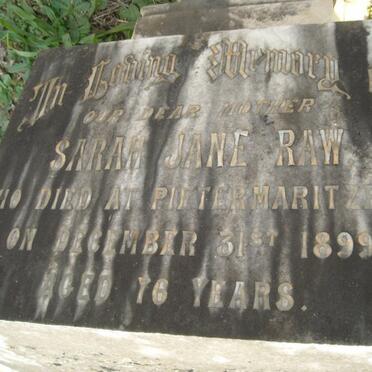 In Loving Memory
OUR DEAR MOTHER
SARAH JANE RAW
HO DIED AT PIETERMARITZ
ON DECEMBER 31ST 1899
AGED 76 YEARS.